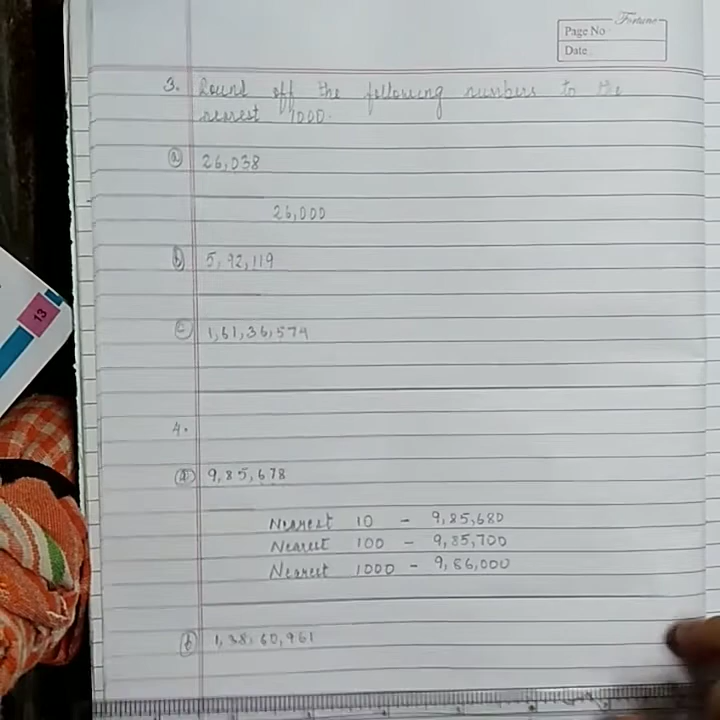 Fortune
Page No
Date
3. Round off the following numbers to the
nearest 1000.
(a) 26,038
26,000
(b) 5,92,119
(c) 1,61,36,574
13
4.
(a) 9,85,678
Nearest 10 - 9,85,680
Nearest 100 - 9,85,700
Nearest 1000 - 9,86,000
(b) 1,38,60,961